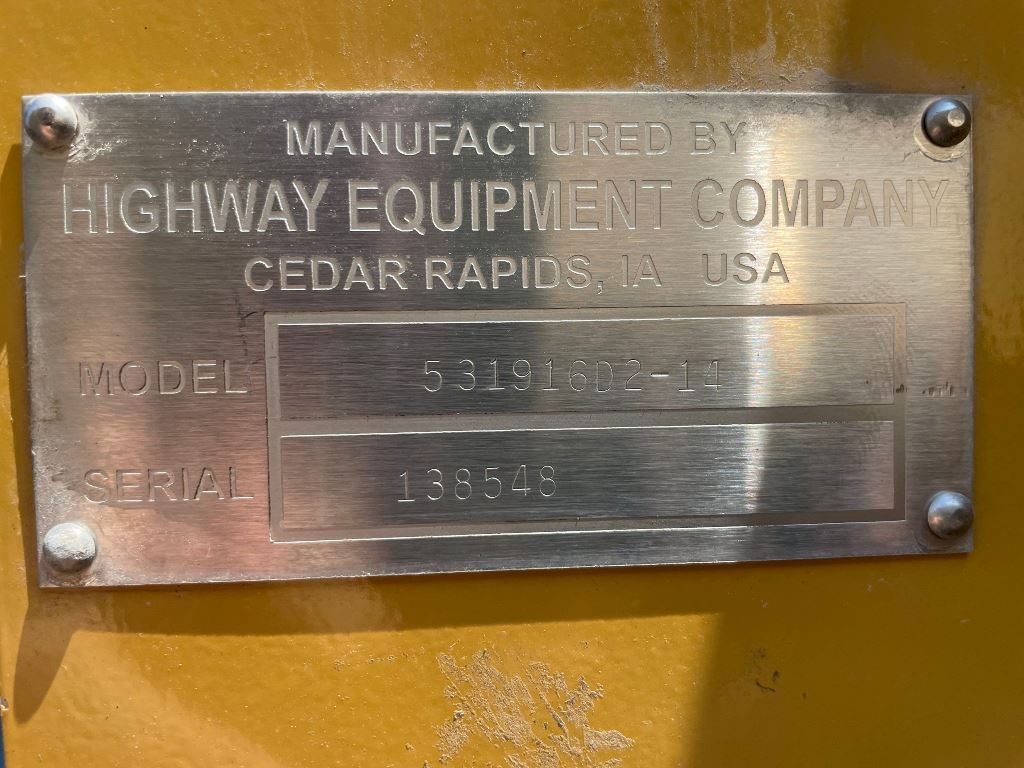 MANUFACTURED BY
HIGHWAY EQUIPMENT COMPANY
CEDAR RAPIDS, IA USA
MODEL 531916D2-14
SERIAL 138548